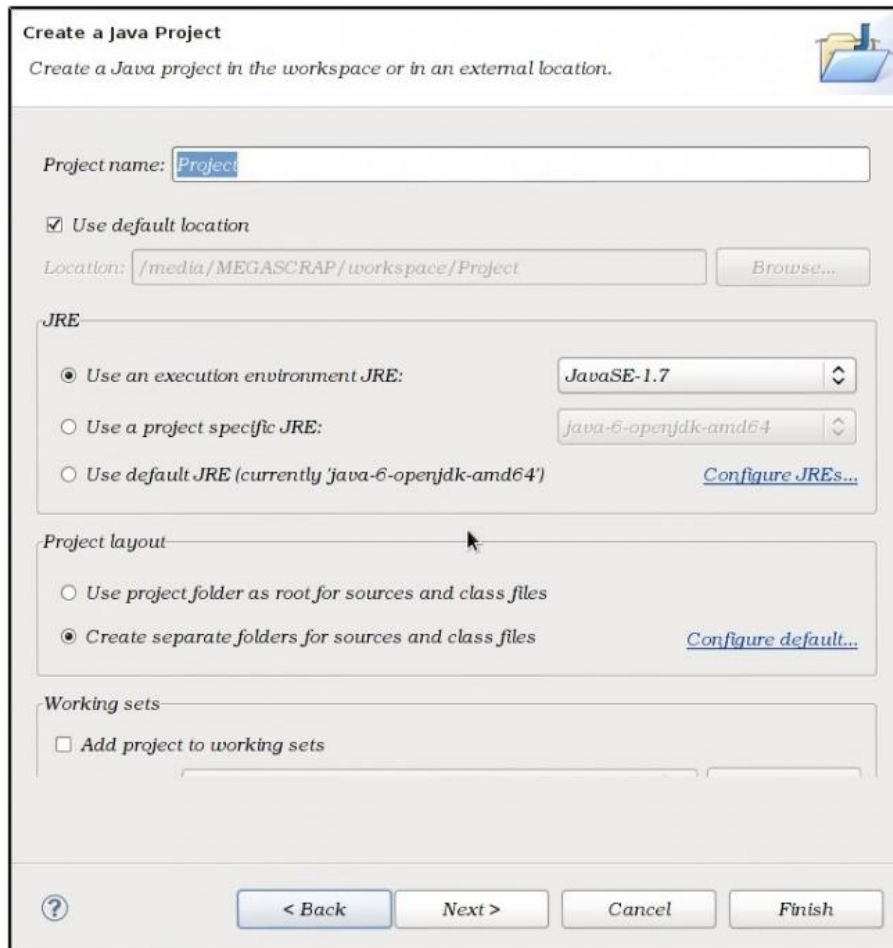 Create a Java Project
Create a Java project in the workspace or in an external location.
Project name: Project
Use default location
Location: /media/MEGASCRAP/workspace/Project Browse...
JRE
Use an execution environment JRE: JavaSE-1.7
Use a project specific JRE: java-6-openjdk-amd64
Use default JRE (currently 'java-6-openjdk-amd64') Configure JREs...
Project layout
Use project folder as root for sources and class files
Create separate folders for sources and class files Configure default...
Working sets
Add project to working sets
? < Back Next > Cancel Finish